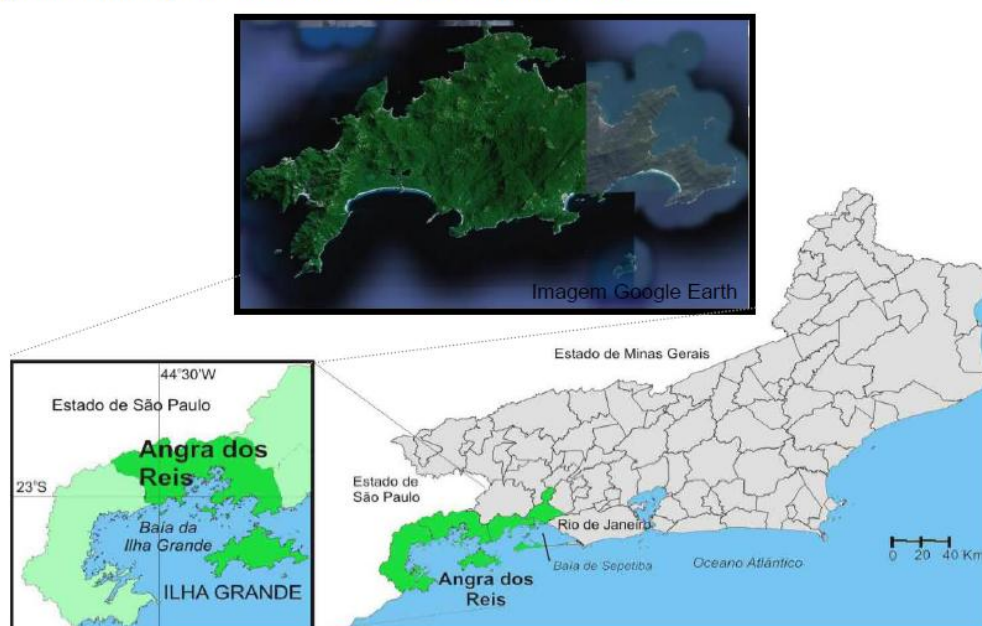 Imagem Google Earth
44°30'W
Estado de São Paulo
Angra dos
Reis
23°S
Baía da
Ilha Grande
ILHA GRANDE
Estado de Minas Gerais
Estado de
São Paulo
Rio de Janeiro
Baía de Sepetiba
Oceano Atlântico
Angra dos
Reis
0 20 40 Km